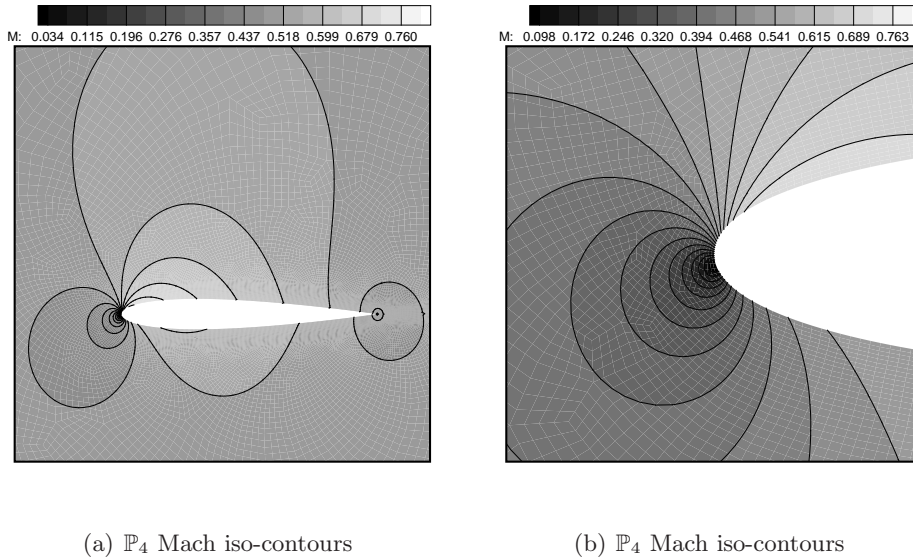 M: 0.034 0.115 0.196 0.276 0.357 0.437 0.518 0.599 0.679 0.760
M: 0.098 0.172 0.246 0.320 0.394 0.468 0.541 0.615 0.689 0.763
(a) ℙ₄ Mach iso-contours
(b) ℙ₄ Mach iso-contours